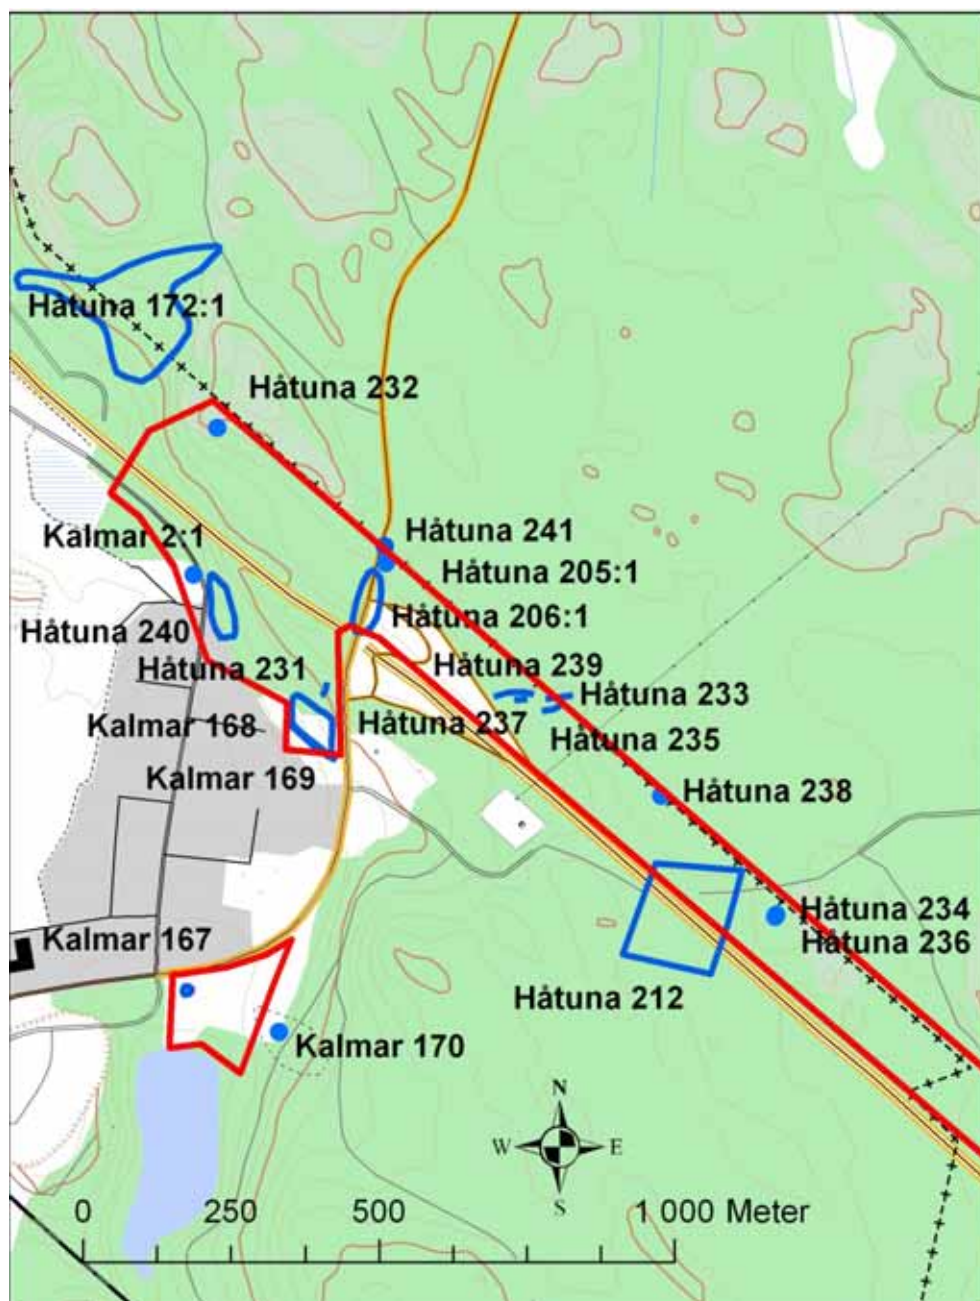 Håtuna 172:1
Håtuna 232
Kalmar 2:1
Håtuna 241
Håtuna 205:1
Håtuna 206:1
Håtuna 240
Håtuna 231
Håtuna 239
Håtuna 233
Kalmar 168
Håtuna 237
Håtuna 235
Kalmar 169
Håtuna 238
Håtuna 234
Kalmar 167
Håtuna 236
Håtuna 212
Kalmar 170
N
W E
S
0 250 500 1 000 Meter